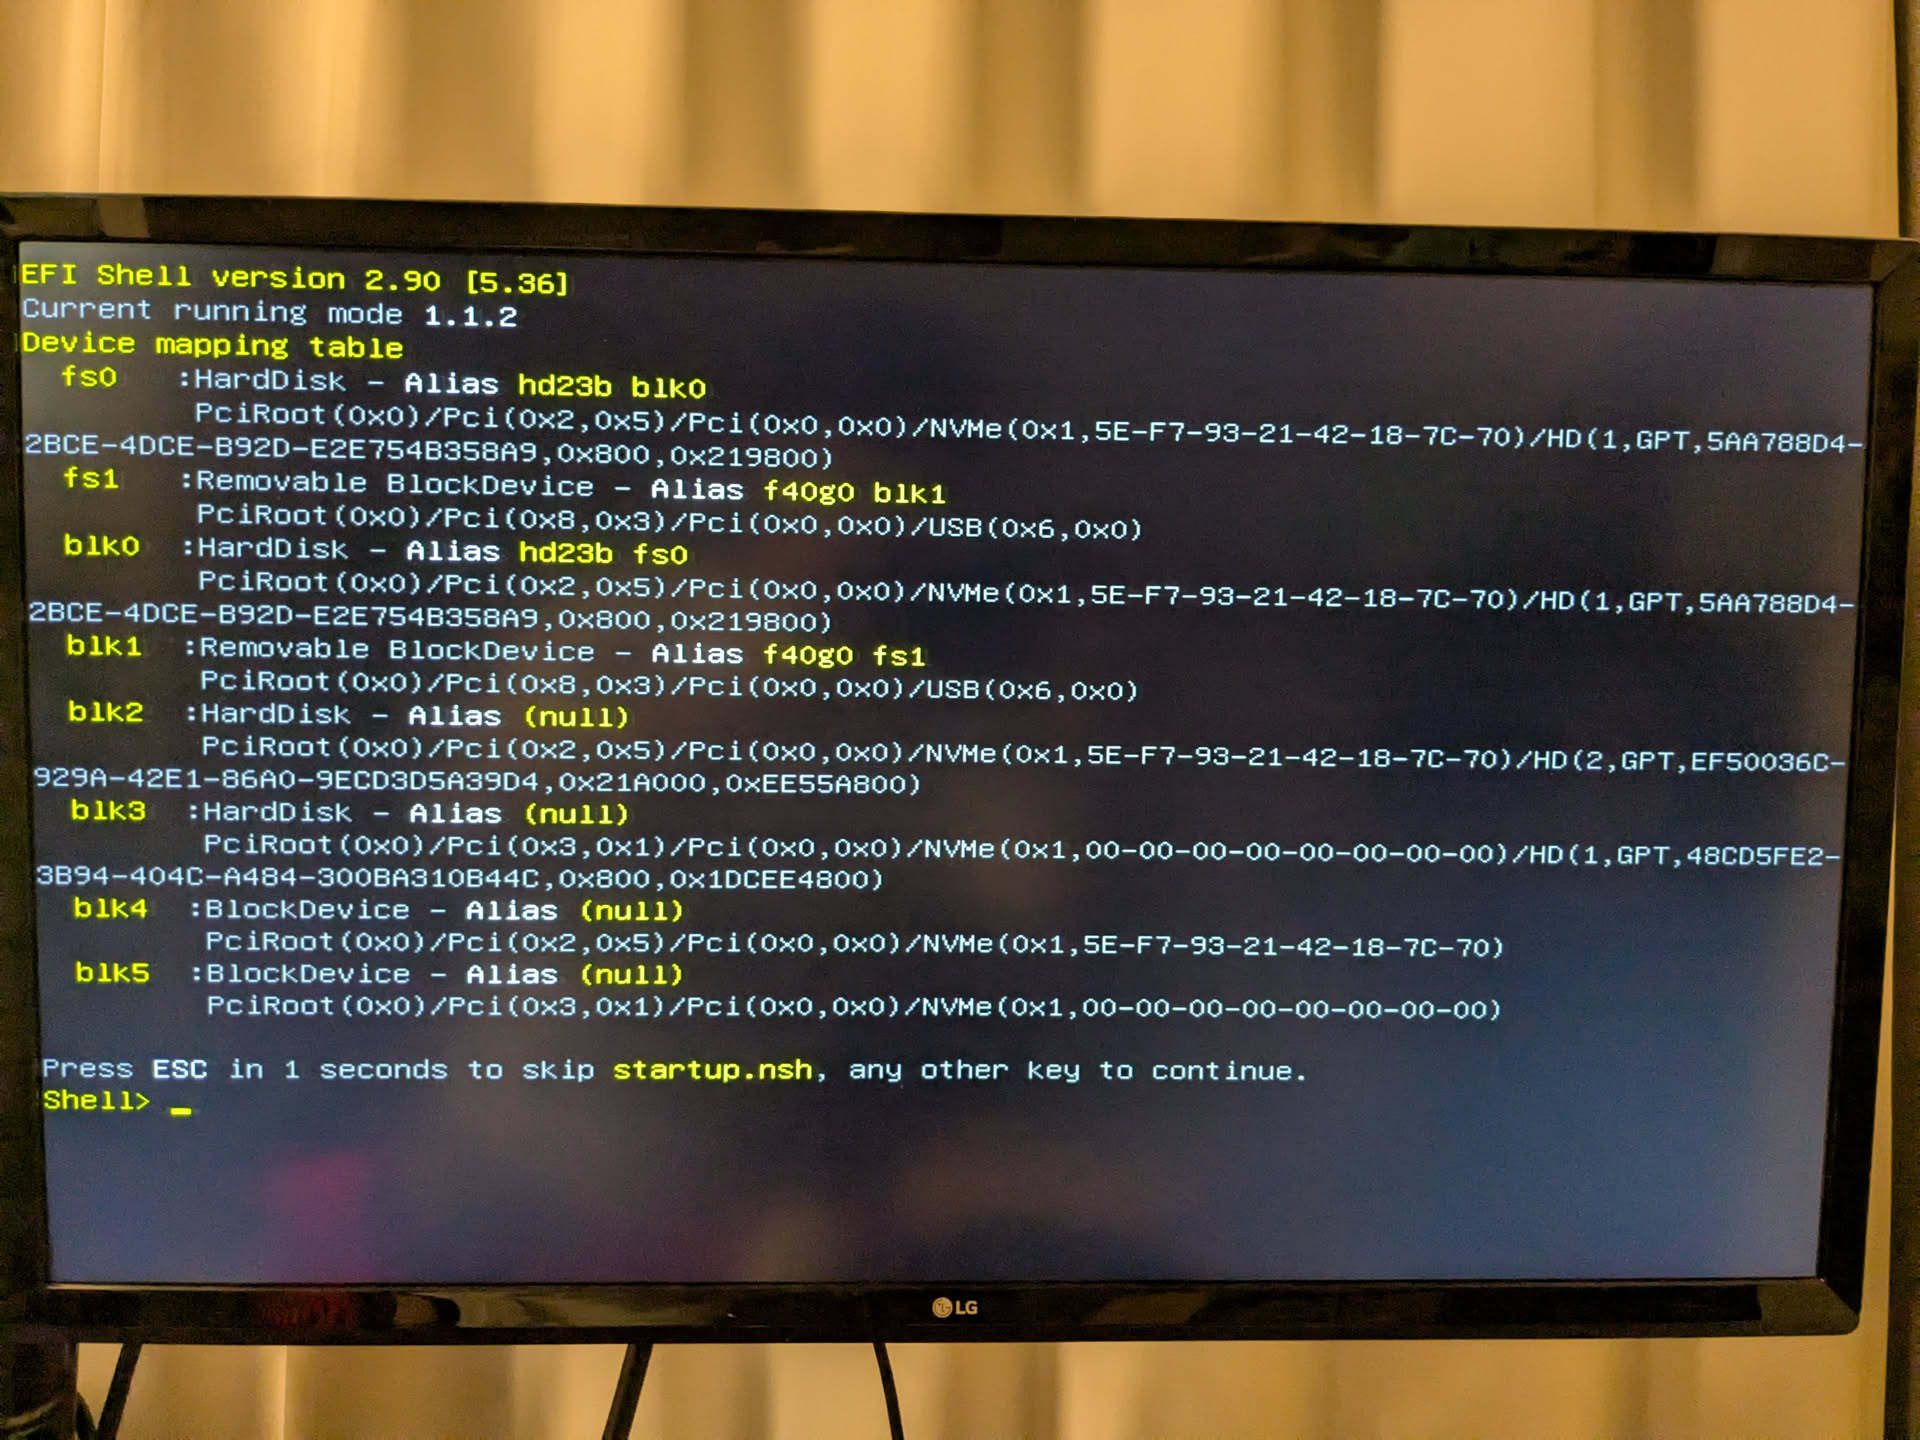 EFI Shell version 2.90 [5.36]
Current running mode 1.1.2
Device mapping table
fs0 :HardDisk - Alias hd23b blk0
PciRoot(0x0)/Pci(0x2,0x5)/Pci(0x0,0x0)/NVMe(0x1,5E-F7-93-21-42-18-7C-70)/HD(1,GPT,5AA788D4-
2BCE-4DCE-B92D-E2E754B358A9,0x800,0x219800)
fs1 :Removable BlockDevice - Alias f40g0 blk1
PciRoot(0x0)/Pci(0x8,0x3)/Pci(0x0,0x0)/USB(0x6,0x0)
blk0 :HardDisk - Alias hd23b fs0
PciRoot(0x0)/Pci(0x2,0x5)/Pci(0x0,0x0)/NVMe(0x1,5E-F7-93-21-42-18-7C-70)/HD(1,GPT,5AA788D4-
2BCE-4DCE-B92D-E2E754B358A9,0x800,0x219800)
blk1 :Removable BlockDevice - Alias f40g0 fs1
PciRoot(0x0)/Pci(0x8,0x3)/Pci(0x0,0x0)/USB(0x6,0x0)
blk2 :HardDisk - Alias (null)
PciRoot(0x0)/Pci(0x2,0x5)/Pci(0x0,0x0)/NVMe(0x1,5E-F7-93-21-42-18-7C-70)/HD(2,GPT,EF50036C-
929A-42E1-86A0-9ECD3D5A39D4,0x21A000,0xEE55A800)
blk3 :HardDisk - Alias (null)
PciRoot(0x0)/Pci(0x3,0x1)/Pci(0x0,0x0)/NVMe(0x1,00-00-00-00-00-00-00-00)/HD(1,GPT,48CD5FE2-
3B94-404C-A484-300BA310B44C,0x800,0x1DCEE4800)
blk4 :BlockDevice - Alias (null)
PciRoot(0x0)/Pci(0x2,0x5)/Pci(0x0,0x0)/NVMe(0x1,5E-F7-93-21-42-18-7C-70)
blk5 :BlockDevice - Alias (null)
PciRoot(0x0)/Pci(0x3,0x1)/Pci(0x0,0x0)/NVMe(0x1,00-00-00-00-00-00-00-00)
Press ESC in 1 seconds to skip startup.nsh, any other key to continue.
Shell> _
LG